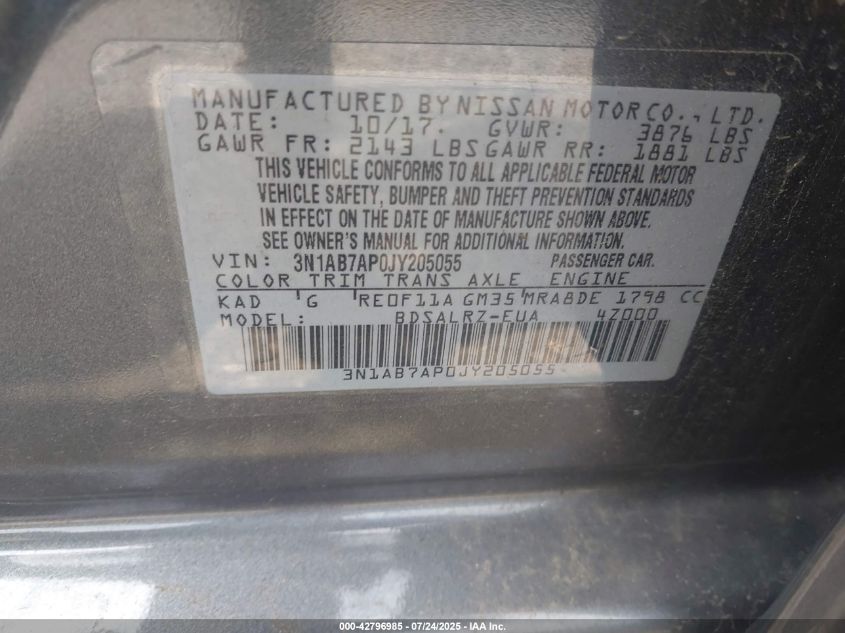 MANUFACTURED BY NISSAN MOTOR CO., LTD.
DATE: 10/17. GVWR: 3876 LBS
GAWR FR: 2143 LBS GAWR RR: 1881 LBS
THIS VEHICLE CONFORMS TO ALL APPLICABLE FEDERAL MOTOR
VEHICLE SAFETY, BUMPER AND THEFT PREVENTION STANDARDS
IN EFFECT ON THE DATE OF MANUFACTURE SHOWN ABOVE.
SEE OWNER'S MANUAL FOR ADDITIONAL INFORMATION.
VIN: 3N1AB7AP0JY205055 PASSENGER CAR.
COLOR TRIM TRANS AXLE ENGINE
KAD G RE0F11A GM35 MRA8DE 1798 CC
MODEL: BDSALRZ-EUA 4Z000
3N1AB7AP0JY205055
000-42796985 07/24/2025 - IAA Inc.